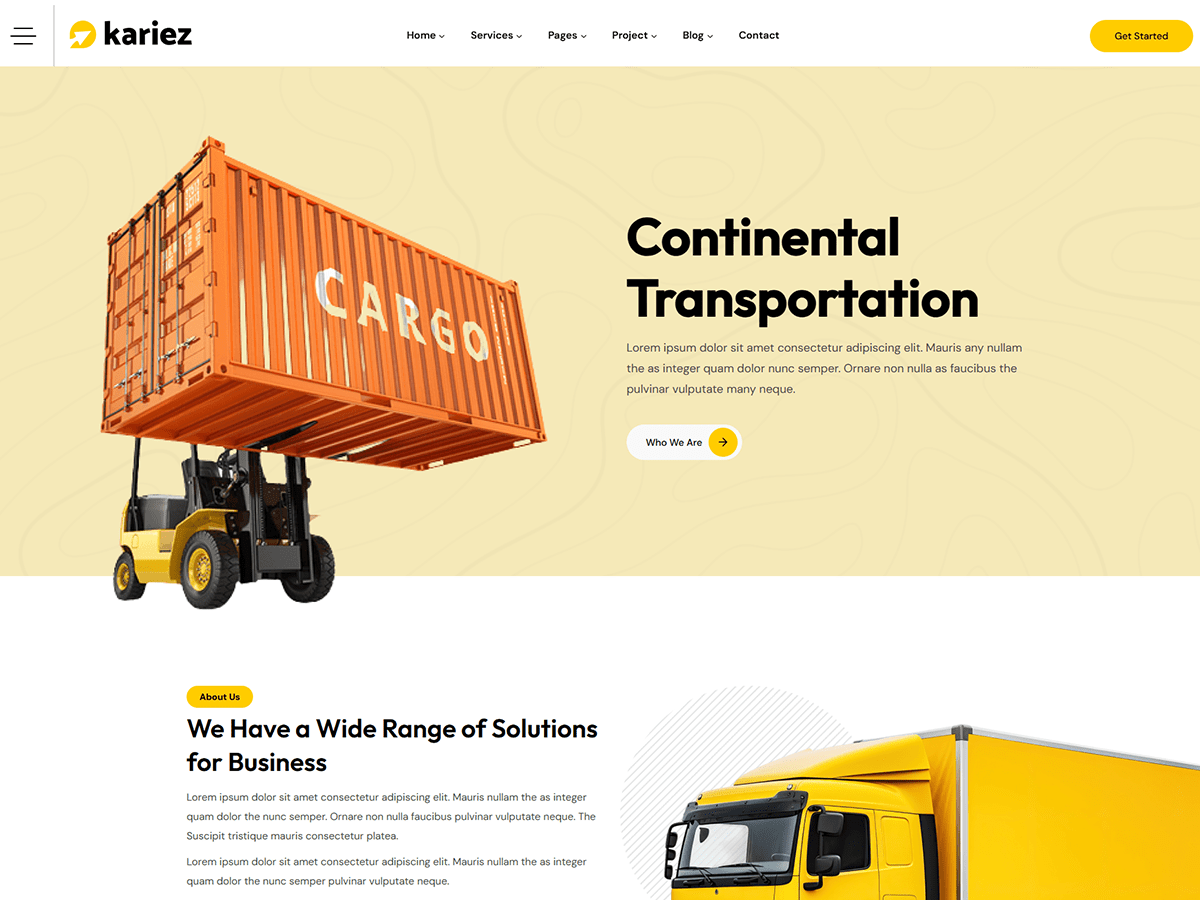 kariez
Home
Services
Pages
Project
Blog
Contact
Get Started
CARGO
Continental
Transportation
Lorem ipsum dolor sit amet consectetur adipiscing elit. Mauris any nullam
the as integer quam dolor nunc semper. Ornare non nulla as faucibus the
pulvinar vulputate many neque.
Who We Are
About Us
We Have a Wide Range of Solutions
for Business
Lorem ipsum dolor sit amet consectetur adipiscing elit. Mauris nullam the as integer
quam dolor the nunc semper. Ornare non nulla faucibus pulvinar vulputate neque. The
Suscipit tristique mauris consectetur platea.
Lorem ipsum dolor sit amet consectetur adipiscing elit. Mauris nullam the as integer
quam dolor the nunc semper pulvinar vulputate neque.